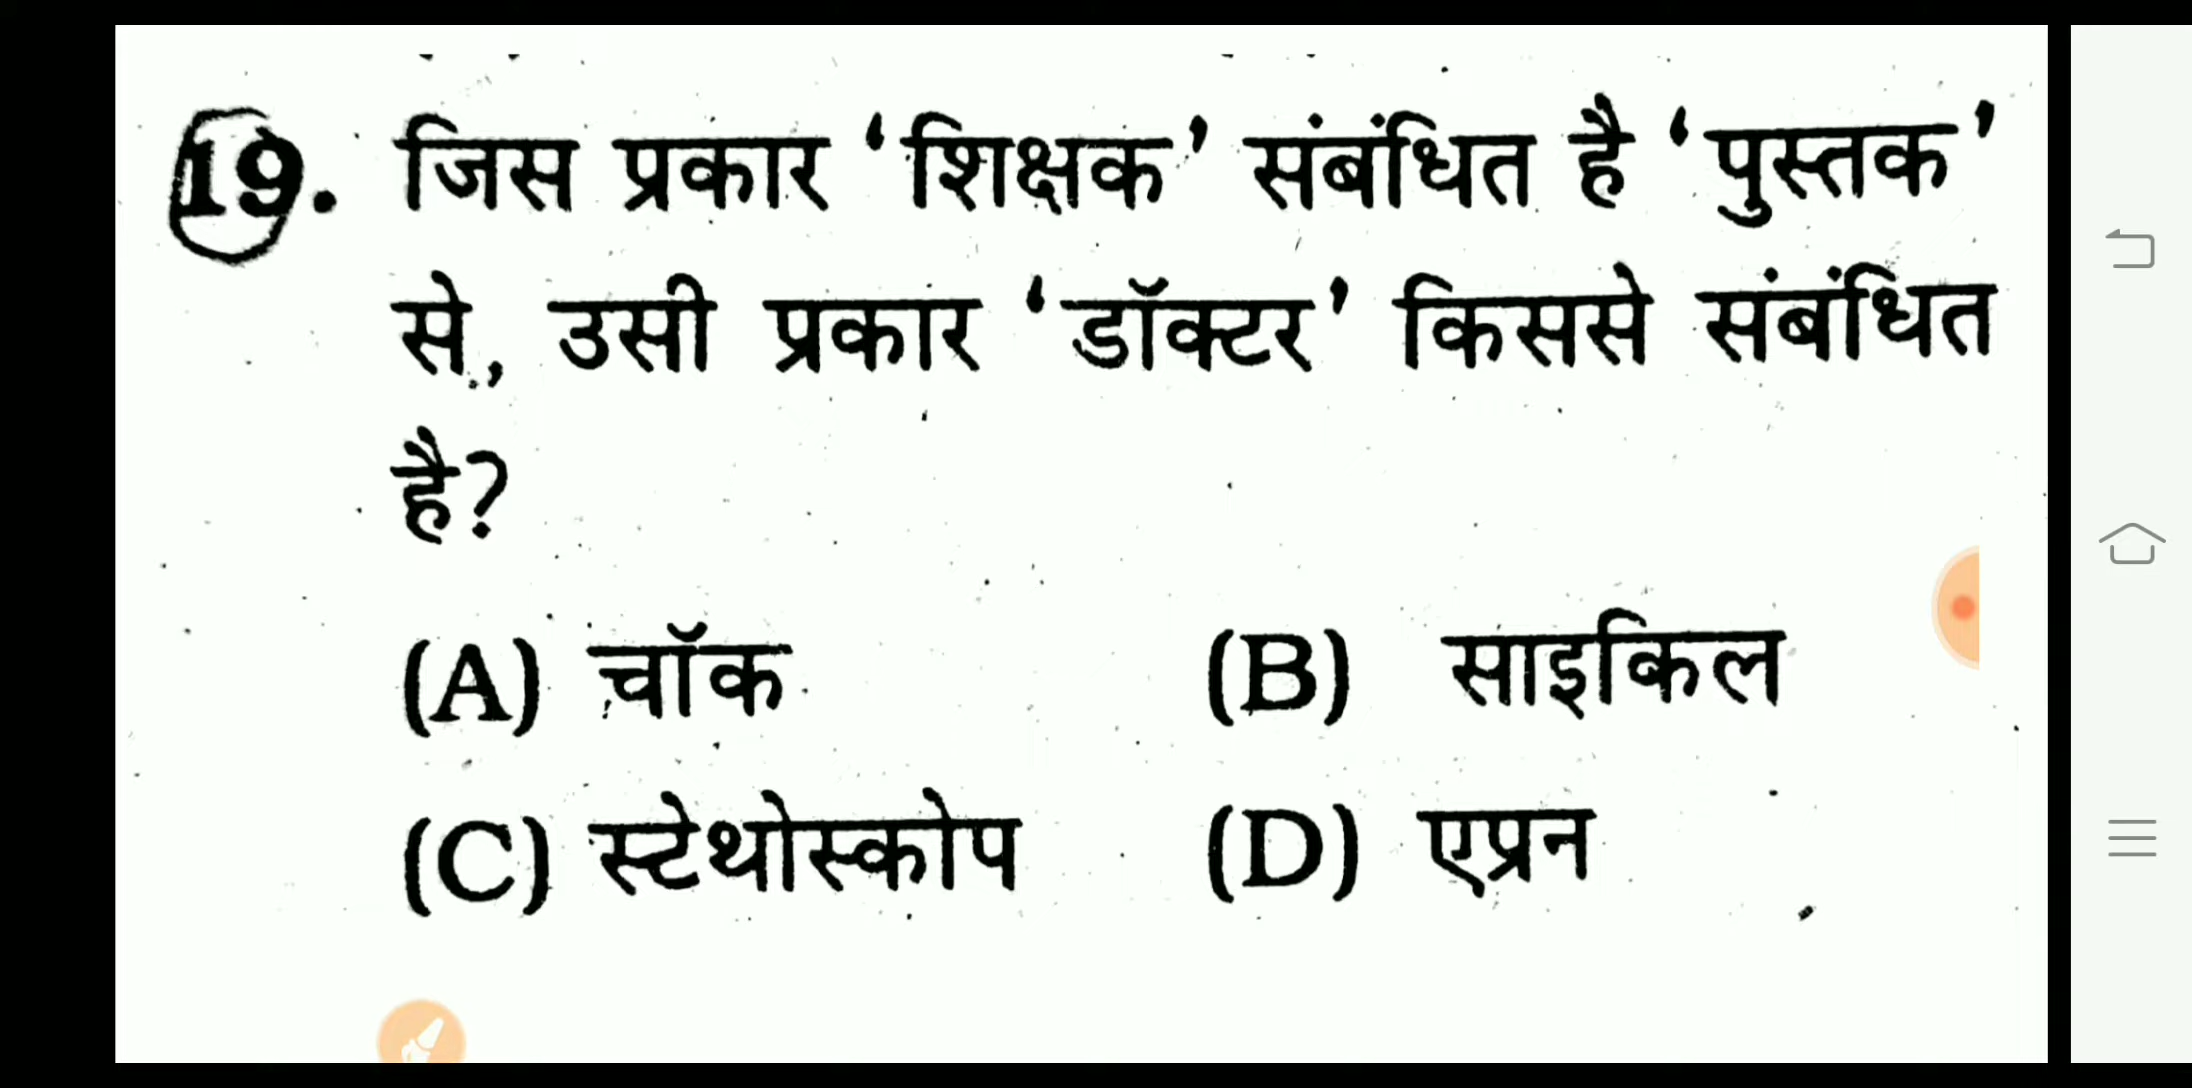 19. जिस प्रकार ‘शिक्षक’ संबंधित है ‘पुस्तक’
से, उसी प्रकार ‘डॉक्टर’ किससे संबंधित
है?
(A) चॉक (B) साइकिल
(C) स्टेथोस्कोप (D) एप्रन